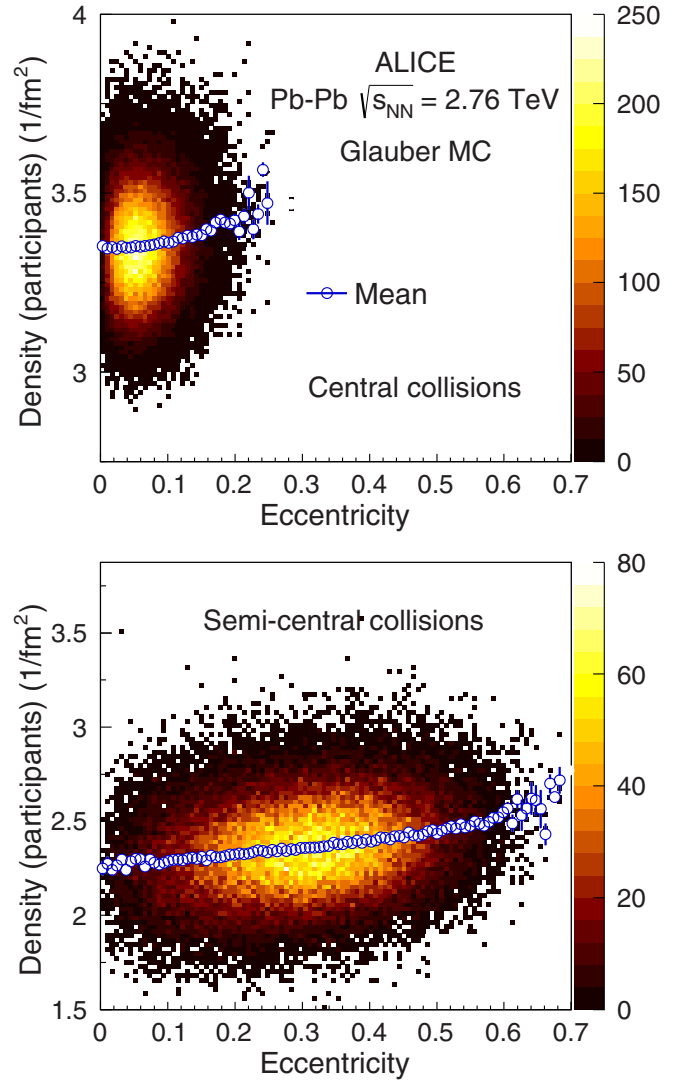 4
250
ALICE
Pb-Pb √sNN = 2.76 TeV
200
Glauber MC
Density (participants) (1/fm²)
3.5
150
Mean
100
3
Central collisions
50
0
0 0.1 0.2 0.3 0.4 0.5 0.6 0.7
Eccentricity
80
Semi-central collisions
3.5
Density (participants) (1/fm²)
60
3
2.5
40
2
20
1.5
0
0 0.1 0.2 0.3 0.4 0.5 0.6 0.7
Eccentricity